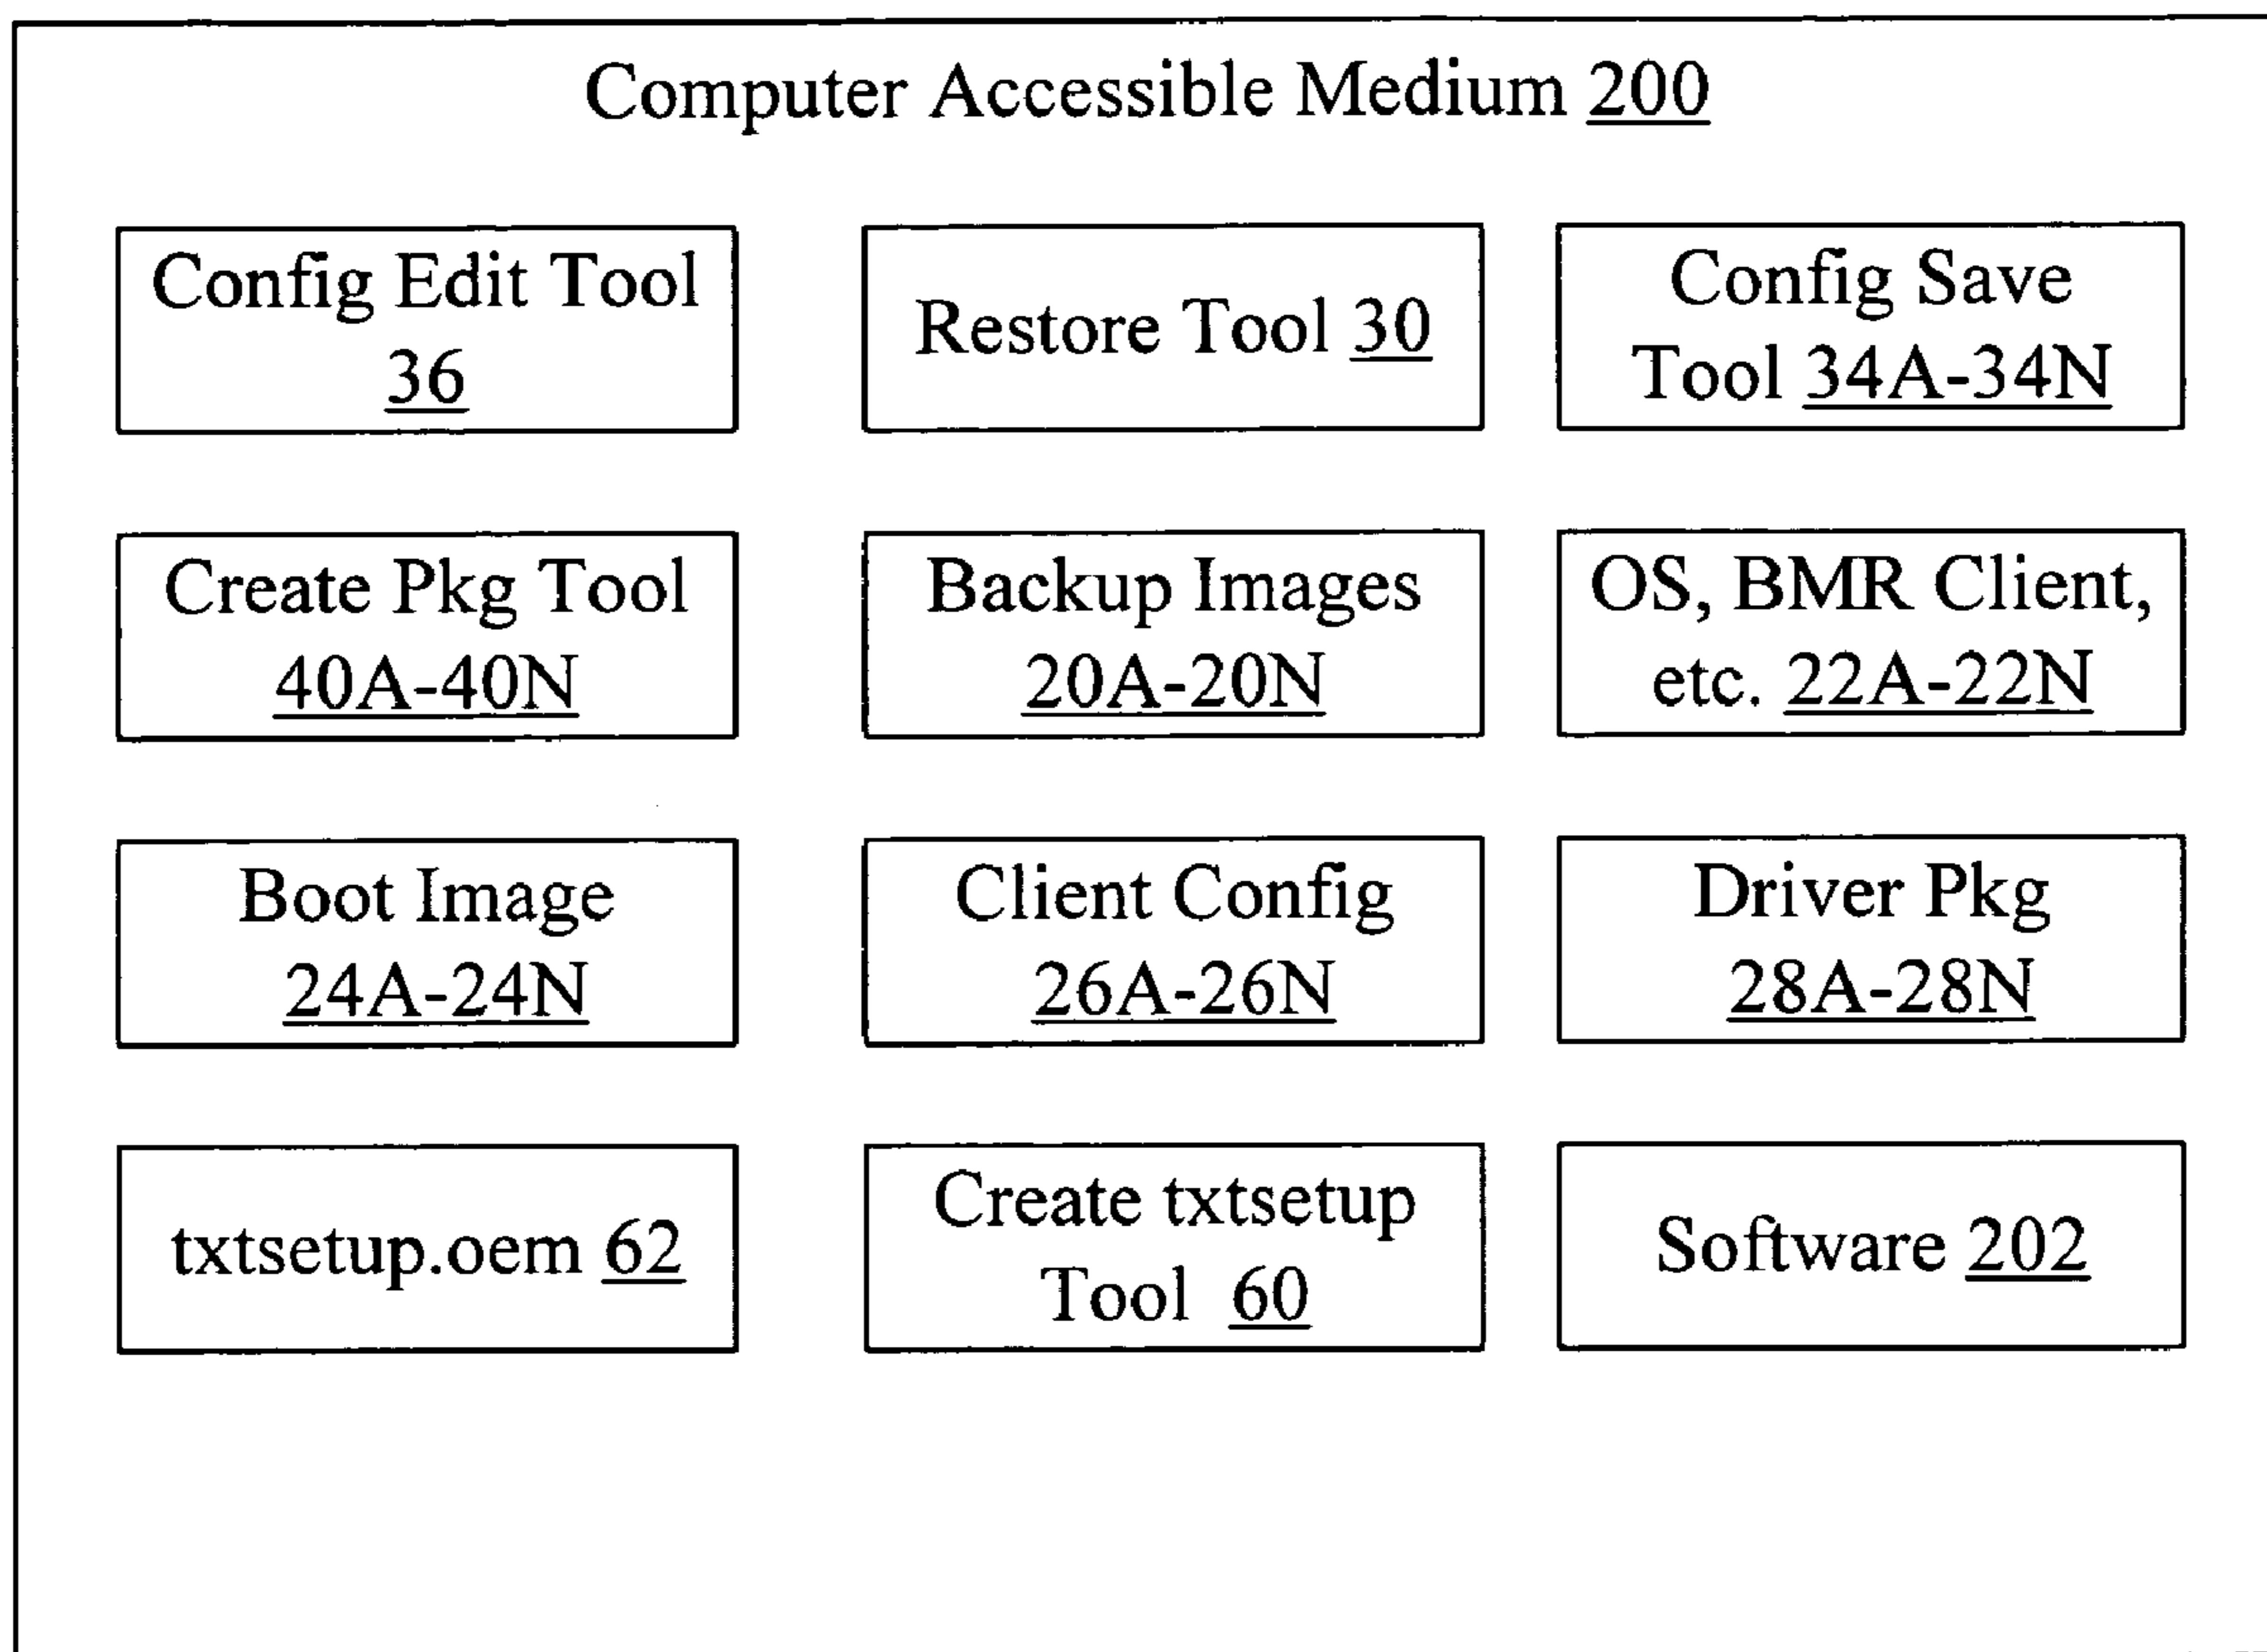 Computer Accessible Medium 200
Config Edit Tool
36
Restore Tool 30
Config Save
Tool 34A-34N
Create Pkg Tool
40A-40N
Backup Images
20A-20N
OS, BMR Client,
etc. 22A-22N
Boot Image
24A-24N
Client Config
26A-26N
Driver Pkg
28A-28N
txtsetup.oem 62
Create txtsetup
Tool 60
Software 202